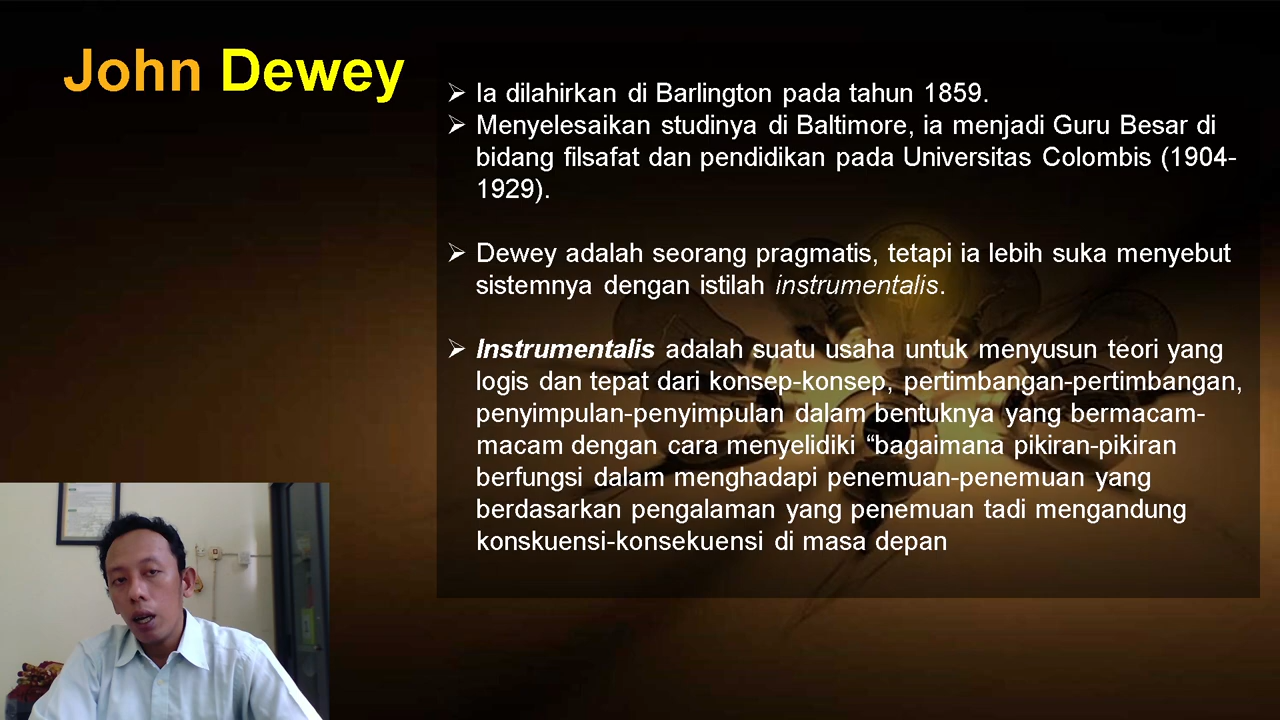 John Dewey
➢ Ia dilahirkan di Barlington pada tahun 1859.
➢ Menyelesaikan studinya di Baltimore, ia menjadi Guru Besar di
bidang filsafat dan pendidikan pada Universitas Colombis (1904-
1929).
➢ Dewey adalah seorang pragmatis, tetapi ia lebih suka menyebut
sistemnya dengan istilah instrumentalis.
➢ Instrumentalis adalah suatu usaha untuk menyusun teori yang
logis dan tepat dari konsep-konsep, pertimbangan-pertimbangan,
penyimpulan-penyimpulan dalam bentuknya yang bermacam-
macam dengan cara menyelidiki “bagaimana pikiran-pikiran
berfungsi dalam menghadapi penemuan-penemuan yang
berdasarkan pengalaman yang penemuan tadi mengandung
konskuensi-konsekuensi di masa depan